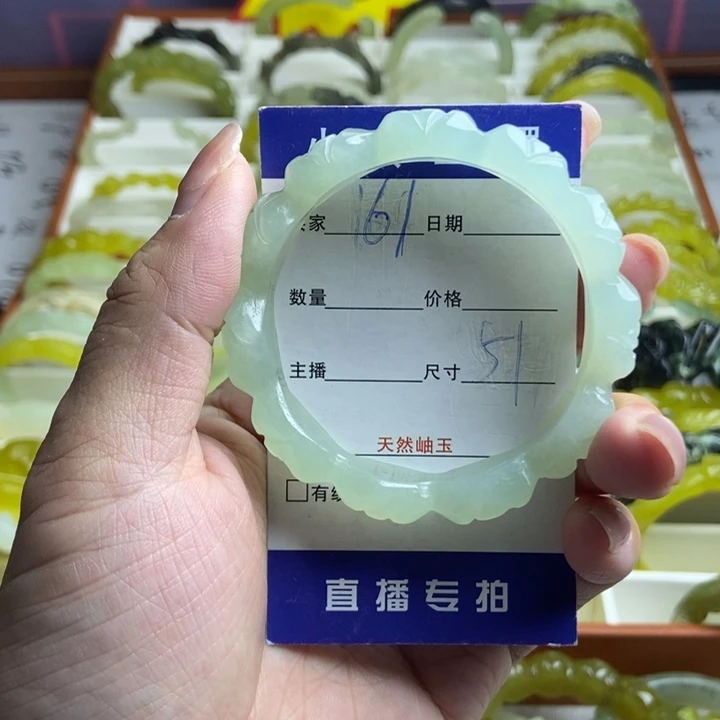 家 161 日期
数量 价格
主播 尺寸 51
天然岫玉
有
直播专拍